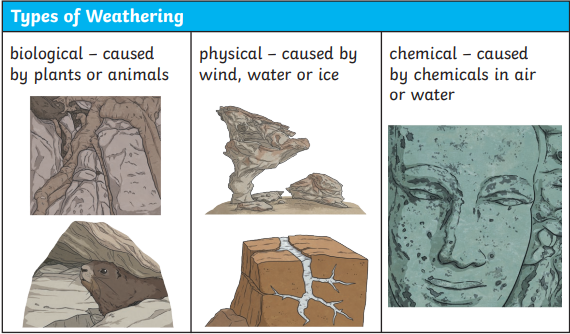 Types of Weathering
biological – caused
by plants or animals
physical – caused by
wind, water or ice
chemical – caused
by chemicals in air
or water